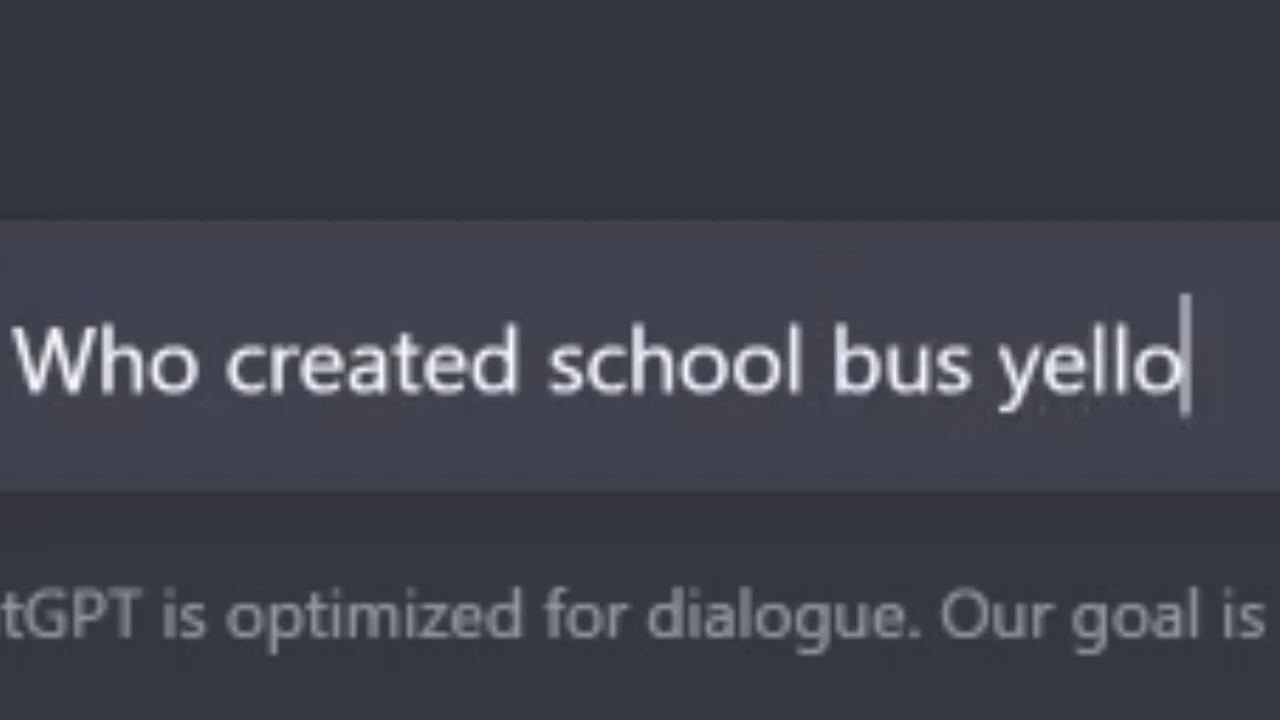 Who created school bus yello
tGPT is optimized for dialogue. Our goal is